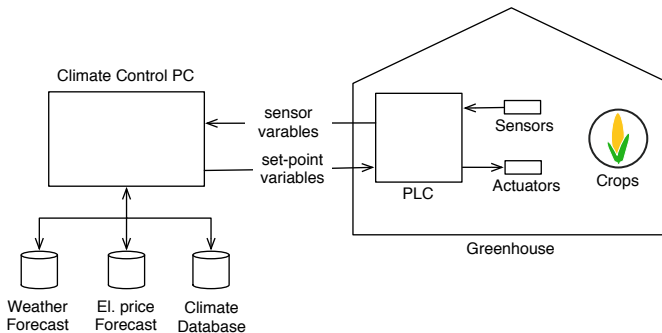 Climate Control PC
sensor
varables
set-point
variables
Sensors
Actuators
PLC
Crops
Greenhouse
Weather
Forecast
El. price
Forecast
Climate
Database